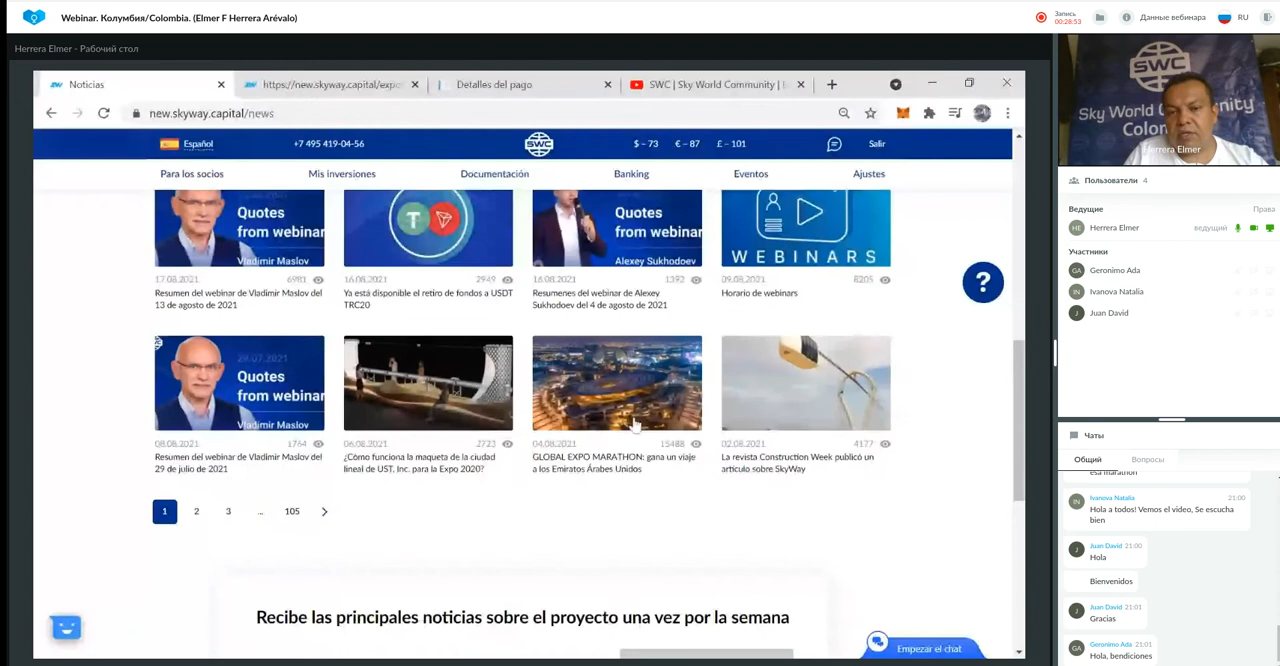 Webinar. Колумбия/Colombia. (Elmer F Herrera Arévalo)
Запись
00:28:53
Данные вебинара
RU
Herrera Elmer - Рабочий стол
Noticias
https://new.skyway.capital/expo
Detalles del pago
SWC | Sky World Community | E
new.skyway.capital/news
Español
+7 495 419-04-56
SWC
$ – 73
€ – 87
£ – 101
Salir
Para los socios
Mis inversiones
Documentación
Banking
Eventos
Ajustes
Quotes
from webinar
Vladimir Maslov
Quotes
from webinar
Alexey Sukhodoev
WEBINARS
17.08.2021
6981
16.08.2021
2949
16.08.2021
1392
09.08.2021
8205
Resumen del webinar de Vladimir Maslov del
13 de agosto de 2021
Ya está disponible el retiro de fondos a USDT
TRC20
Resumenes del webinar de Alexey
Sukhodoev del 4 de agosto de 2021
Horario de webinars
?
29.07.2021
Quotes
from webinar
Vladimir Maslov
08.08.2021
1764
06.08.2021
2723
04.08.2021
15488
02.08.2021
4177
Resumen del webinar de Vladimir Maslov del
29 de julio de 2021
¿Cómo funciona la maqueta de la ciudad
lineal de UST. Inc. para la Expo 2020?
GLOBAL EXPO MARATHON: gana un viaje
a los Emiratos Árabes Unidos
La revista Construction Week publicó un
artículo sobre SkyWay
1
2
3
...
105
Recibe las principales noticias sobre el proyecto una vez por la semana
Empezar el chat
SWC
Sky World Community
Colom
Herrera Elmer
Пользователи 4
Ведущие
Права
HE
Herrera Elmer
ведущий
Участники
GA
Geronimo Ada
IN
Ivanova Natalia
J
Juan David
Чаты
Общий
Вопросы
esa marathon
IN
Ivanova Natalia
21:00
Hola a todos! Vemos el video, Se escucha
bien
J
Juan David 21:00
Hola
Bienvenidos
J
Juan David 21:01
Gracias
GA
Geronimo Ada 21:01
Hola, bendiciones